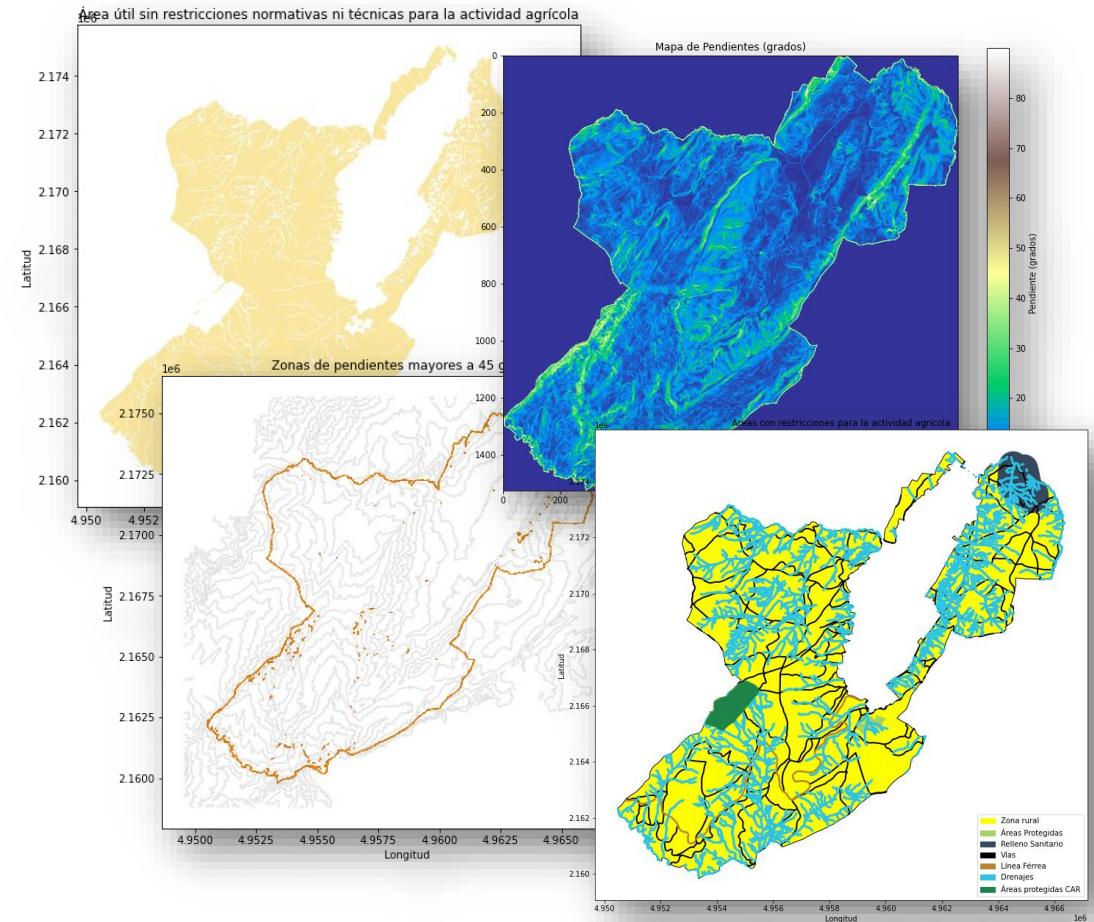 Área útil sin restricciones normativas ni técnicas para la actividad agrícola
1e6
2.174
2.172
2.170
2.168
2.166
2.164
2.162
2.160
Latitud
4.950
4.952
Mapa de Pendientes (grados)
0
200
400
600
800
1000
1200
1400
0
200
80
70
60
50
40
30
20
Pendiente (grados)
Zonas de pendientes mayores a 45 g
1e6
2.1750
2.1725
2.1700
2.1675
2.1650
2.1625
2.1600
Latitud
4.9500
4.9525
4.9550
4.9575
4.9600
4.9625
4.9650
Longitud
Áreas con restricciones para la actividad agrícola
1e6
2.172
2.170
2.168
2.166
2.164
2.162
2.160
Latitud
4.950
4.952
4.954
4.956
4.958
4.960
4.962
4.964
4.966
1e6
Longitud
Zona rural
Áreas Protegidas
Relleno Sanitario
Vías
Línea Férrea
Drenajes
Áreas protegidas CAR